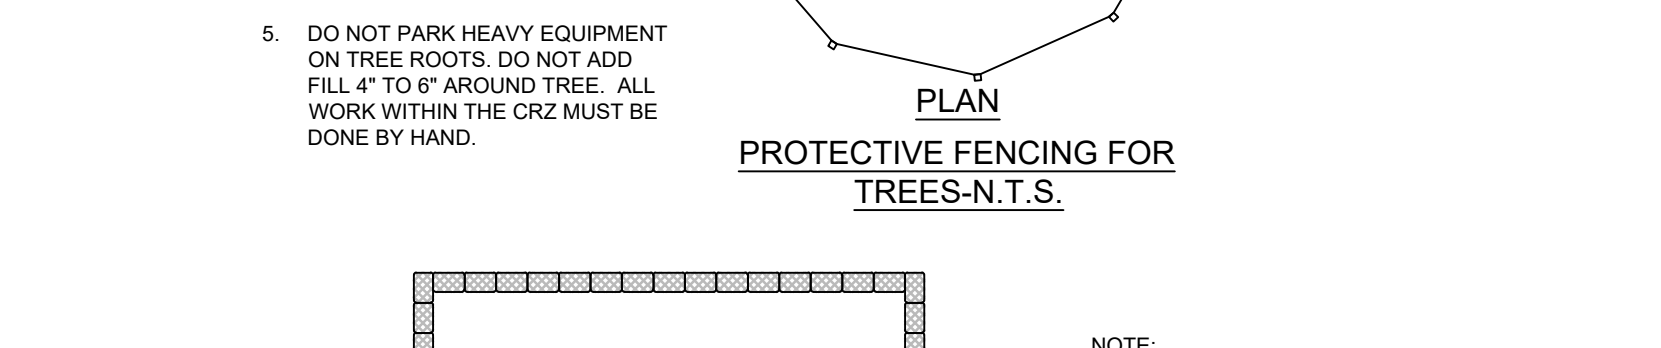 5. DO NOT PARK HEAVY EQUIPMENT
ON TREE ROOTS. DO NOT ADD
FILL 4" TO 6" AROUND TREE. ALL
WORK WITHIN THE CRZ MUST BE
DONE BY HAND.
PLAN
PROTECTIVE FENCING FOR
TREES-N.T.S.
NOTE: